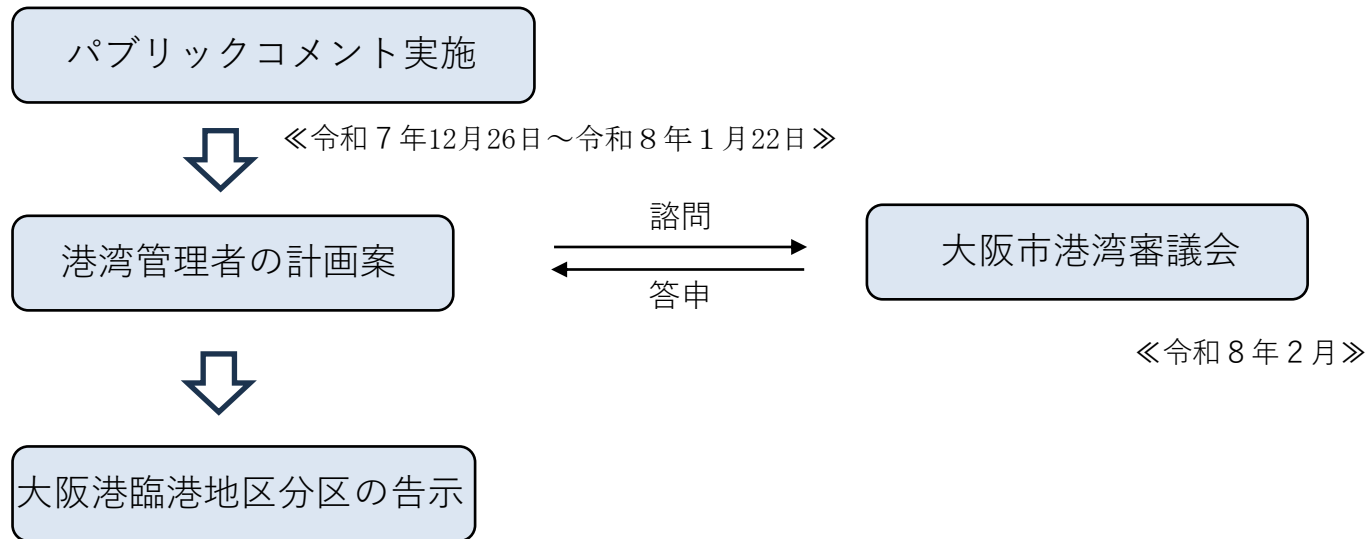 パブリックコメント実施
≪令和７年12月26日～令和８年１月22日≫
諮問
港湾管理者の計画案
大阪市港湾審議会
答申
≪令和８年２月≫
大阪港臨港地区分区の告示